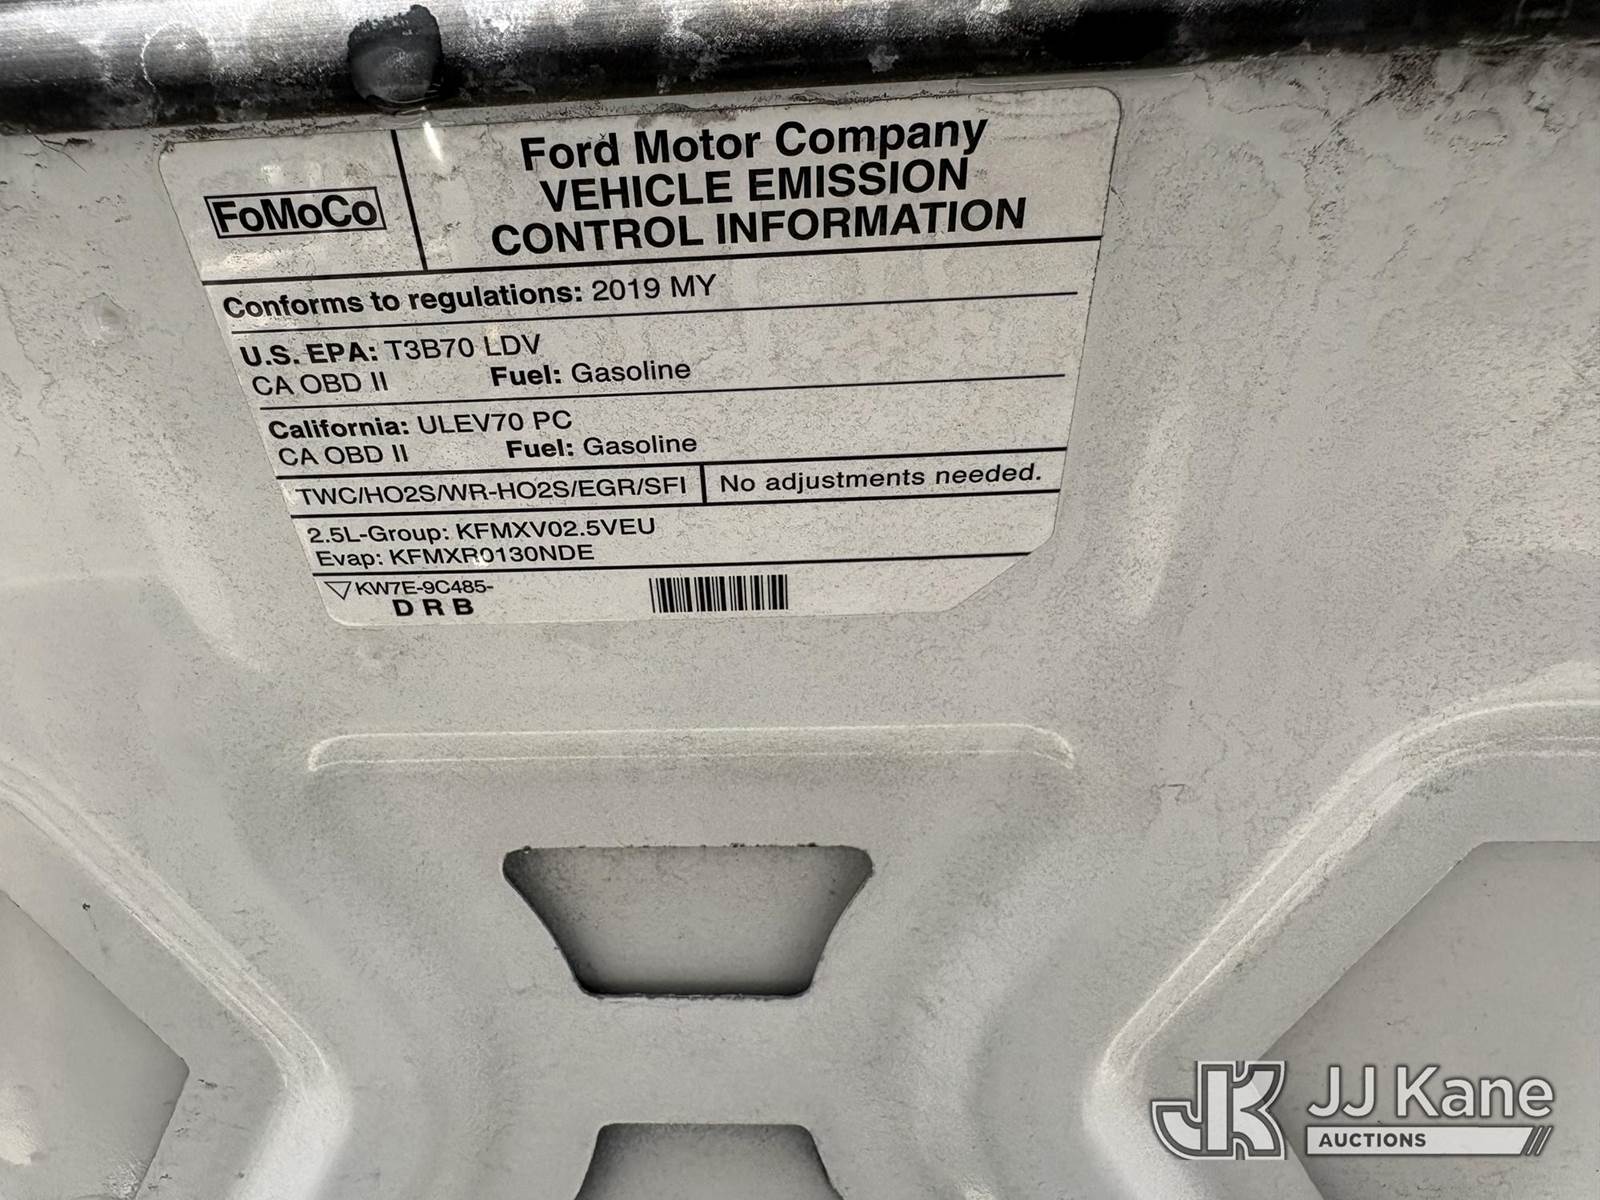 FoMoCo
Ford Motor Company
VEHICLE EMISSION
CONTROL INFORMATION
Conforms to regulations: 2019 MY
U.S. EPA: T3B70 LDV
CA OBD II Fuel: Gasoline
California: ULEV70 PC
CA OBD II Fuel: Gasoline
TWC/HO2S/WR-HO2S/EGR/SFI No adjustments needed.
2.5L-Group: KFMXV02.5VEU
Evap: KFMXR0130NDE
KW7E-9C485-
D R B
JK JJ Kane
AUCTIONS